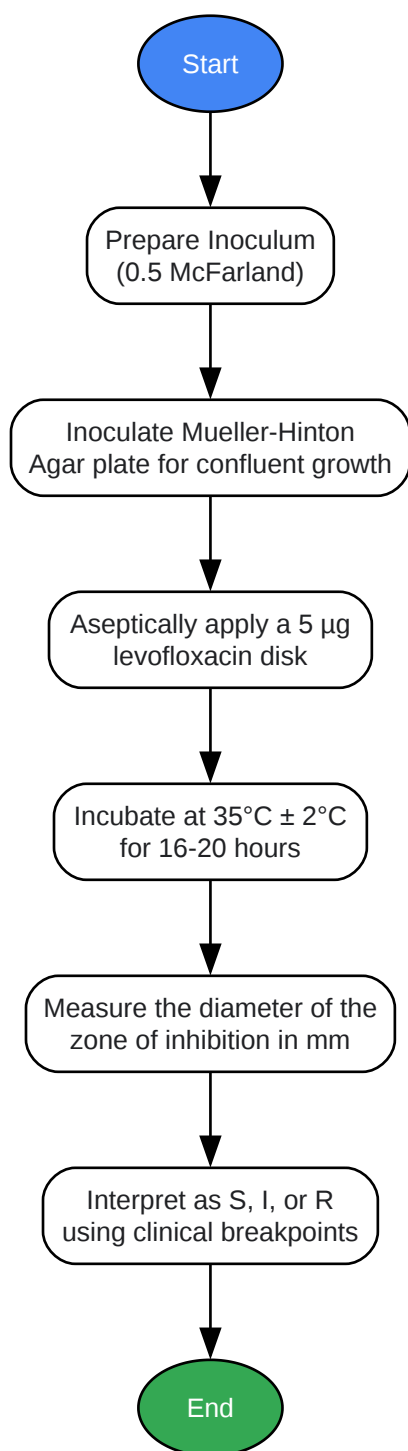 Start
Prepare Inoculum
(0.5 McFarland)
Inoculate Mueller-Hinton
Agar plate for confluent growth
Aseptically apply a 5 µg
levofloxacin disk
Incubate at 35°C ± 2°C
for 16-20 hours
Measure the diameter of the
zone of inhibition in mm
Interpret as S, I, or R
using clinical breakpoints
End